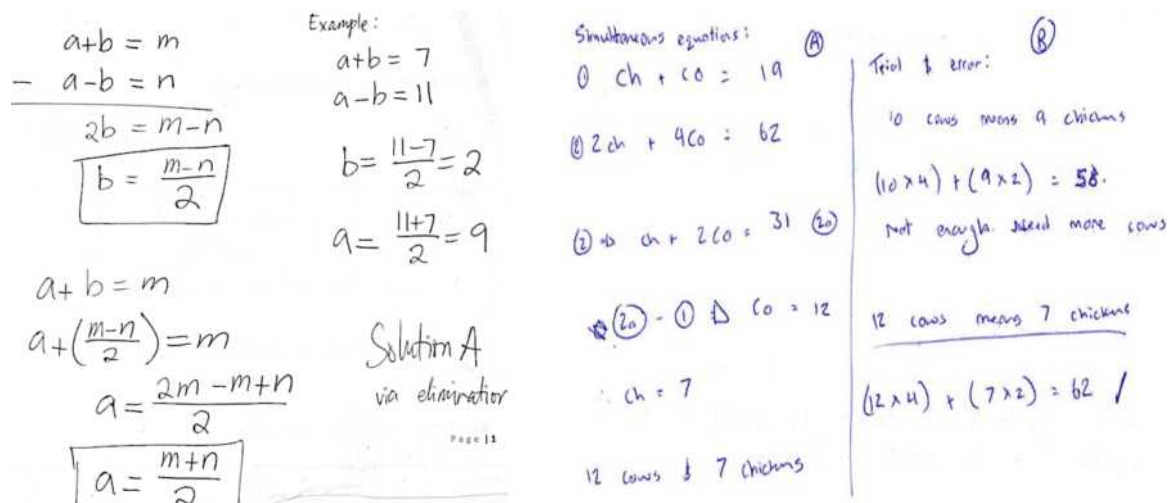 a+b = m
− a−b = n
2b = m−n
b = m−n/2
a+b = m
a+(m−n/2) = m
a = 2m−m+n/2
a = m+n/2
Example:
a+b = 7
a−b = 11
b = 11−7/2 = 2
a = 11+7/2 = 9
Solution A
via elimination
Page |1
Simultaneous equations: Ⓐ
① Ch + Co = 19
② 2ch + 4Co = 62
② ⇒ ch + 2Co = 31 (2a)
(2a) - ① ⇒ Co = 12
∴ ch = 7
12 cows & 7 chickens
Ⓑ
Trial & error:
10 cows means 9 chickens
(10×4) + (9×2) = 58.
Not enough. Need more cows
12 cows means 7 chickens
(12×4) + (7×2) = 62 /